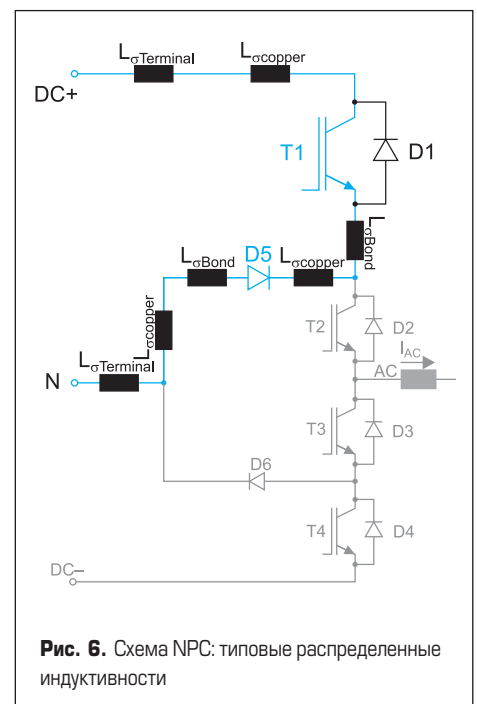 LσTerminal
Lσcopper
DC+
T1
D1
LσBond
LσBond
D5
Lσcopper
Lσcopper
LσTerminal
N
T2
D2
IAC
AC
T3
D3
D6
T4
D4
DC–
Рис. 6. Схема NPC: типовые распределенные
индуктивности